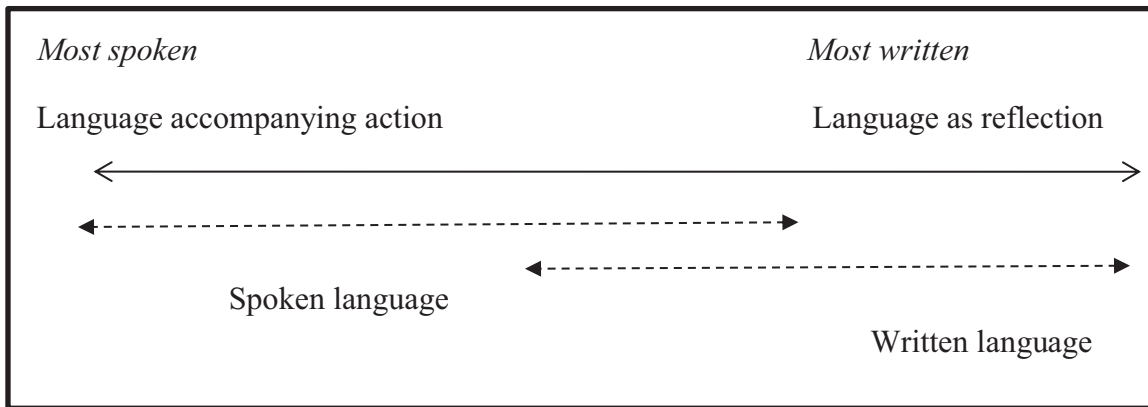 Most spoken Most written
Language accompanying action Language as reflection
Spoken language
Written language